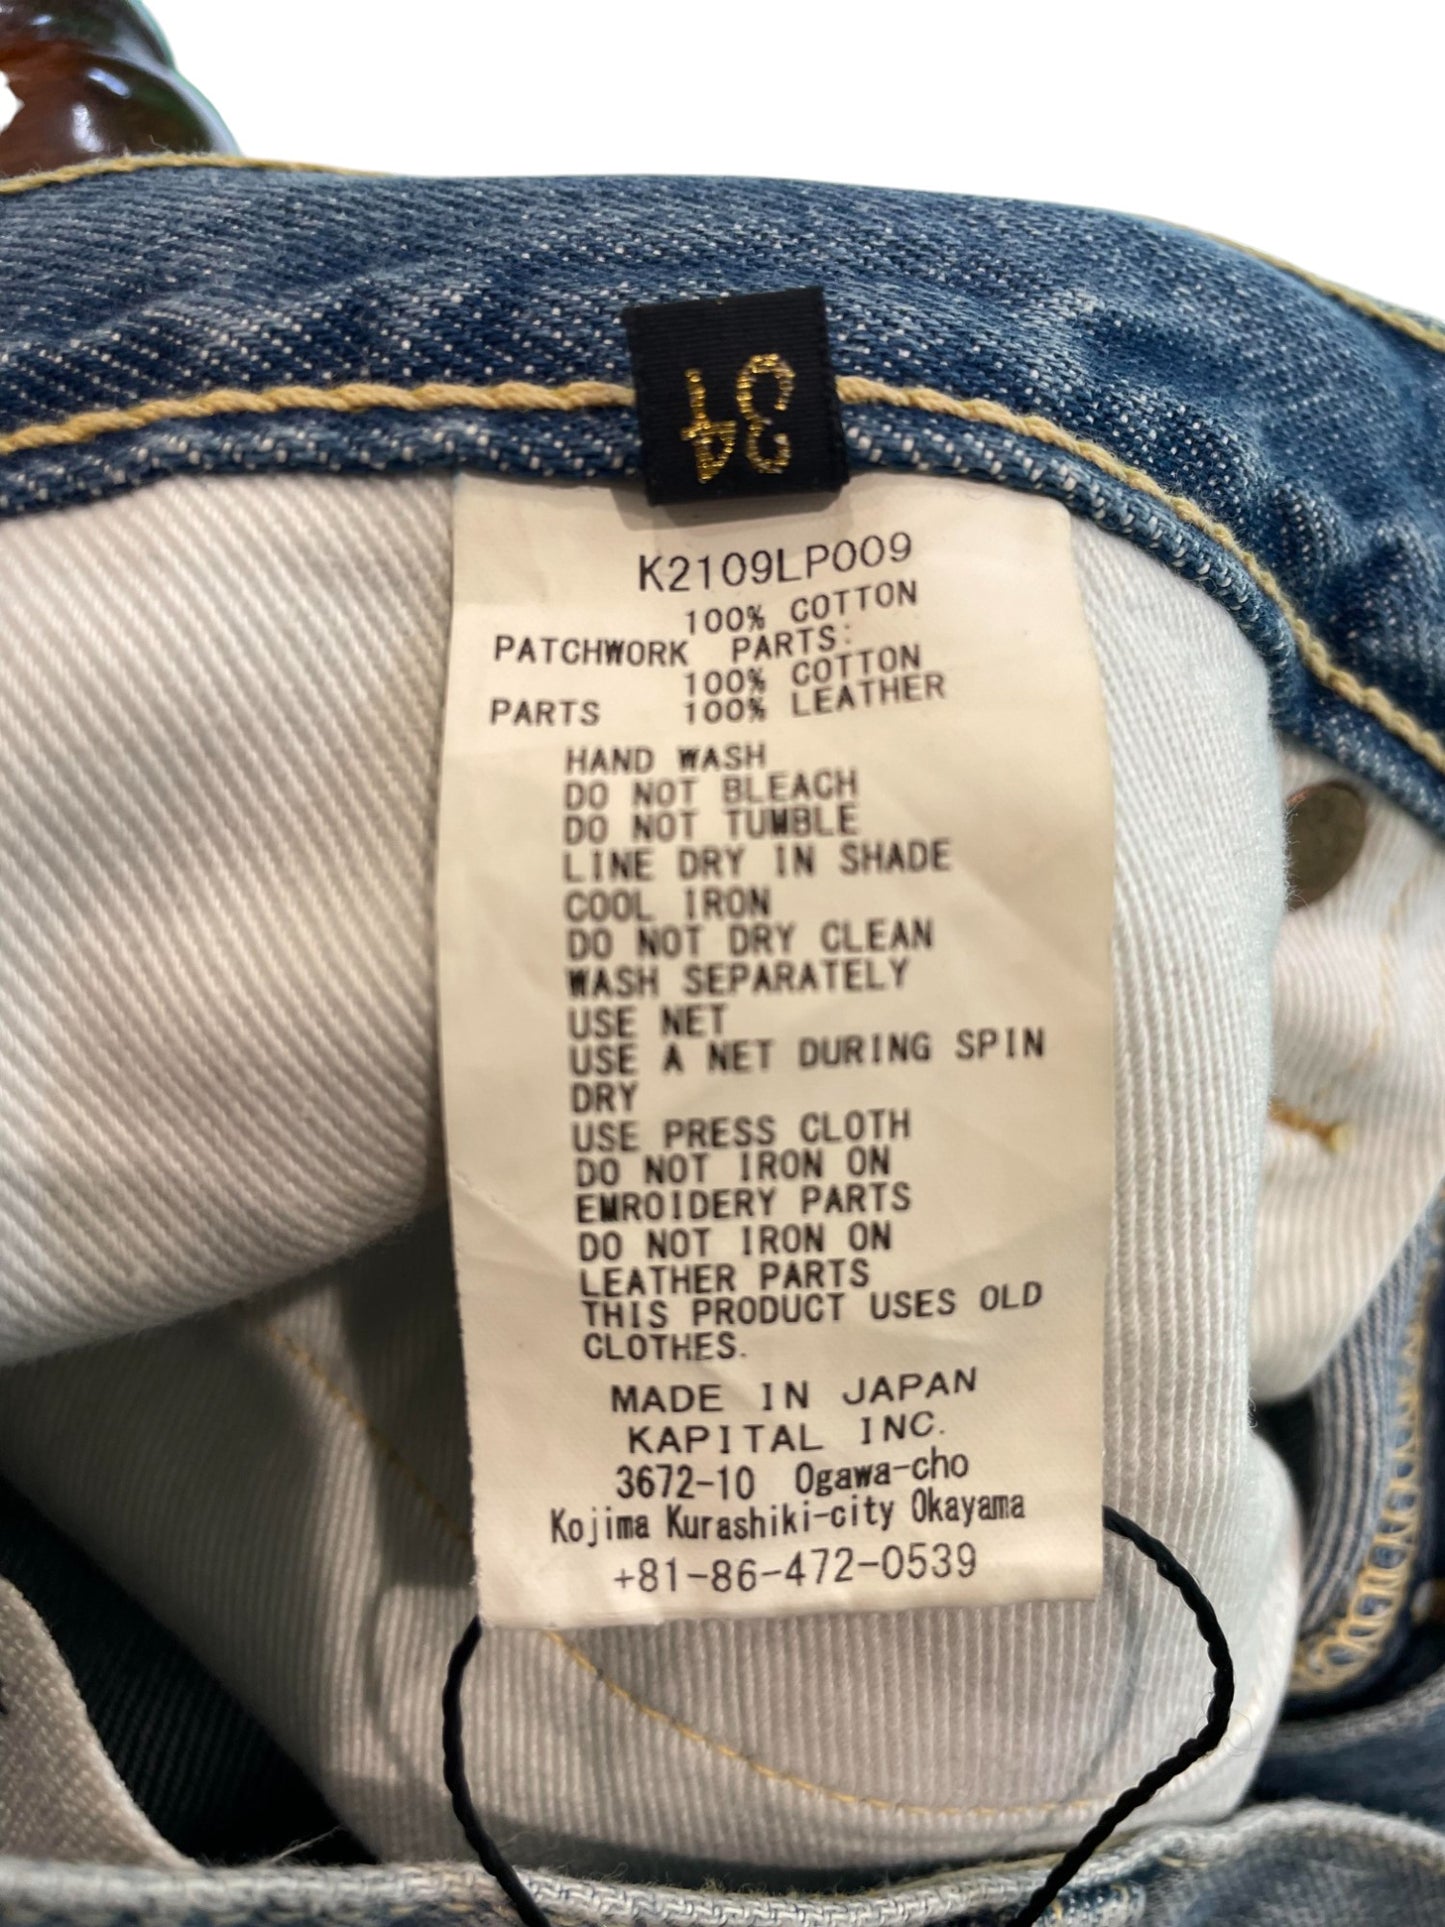 34
K2109LP009
100% COTTON
PATCHWORK PARTS:
100% COTTON
PARTS 100% LEATHER
HAND WASH
DO NOT BLEACH
DO NOT TUMBLE
LINE DRY IN SHADE
COOL IRON
DO NOT DRY CLEAN
WASH SEPARATELY
USE NET
USE A NET DURING SPIN
DRY
USE PRESS CLOTH
DO NOT IRON ON
EMROIDERY PARTS
DO NOT IRON ON
LEATHER PARTS
THIS PRODUCT USES OLD
CLOTHES.
MADE IN JAPAN
KAPITAL INC.
3672-10 Ogawa-cho
Kojima Kurashiki-city Okayama
+81-86-472-0539